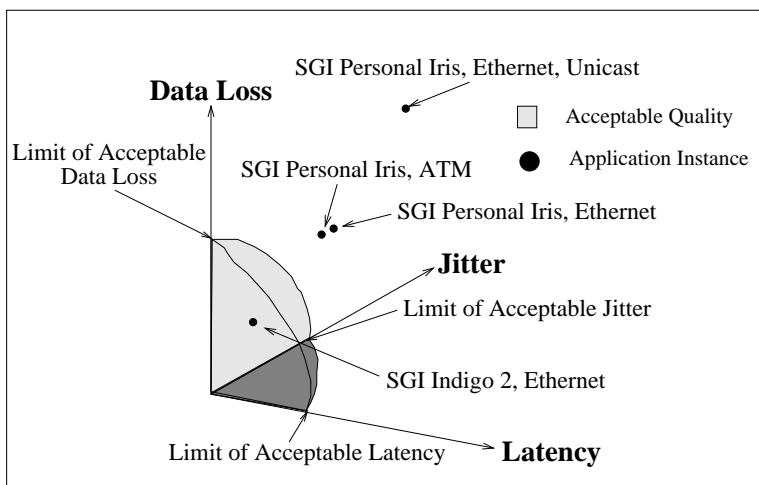 SGI Personal Iris, Ethernet, Unicast
Data Loss
Acceptable Quality
Limit of Acceptable
Data Loss
Application Instance
SGI Personal Iris, ATM
SGI Personal Iris, Ethernet
Jitter
Limit of Acceptable Jitter
SGI Indigo 2, Ethernet
Limit of Acceptable Latency
Latency